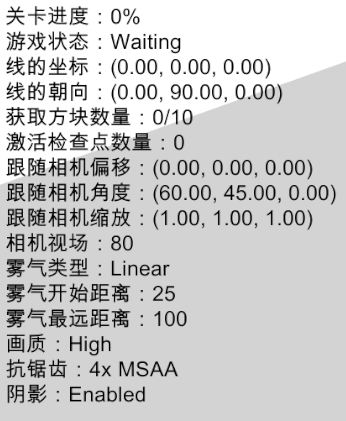 关卡进度：0%
游戏状态：Waiting
线的坐标：(0.00, 0.00, 0.00)
线的朝向：(0.00, 90.00, 0.00)
获取方块数量：0/10
激活检查点数量：0
跟随相机偏移：(0.00, 0.00, 0.00)
跟随相机角度：(60.00, 45.00, 0.00)
跟随相机缩放：(1.00, 1.00, 1.00)
相机视场：80
雾气类型：Linear
雾气开始距离：25
雾气最远距离：100
画质：High
抗锯齿：4x MSAA
阴影：Enabled